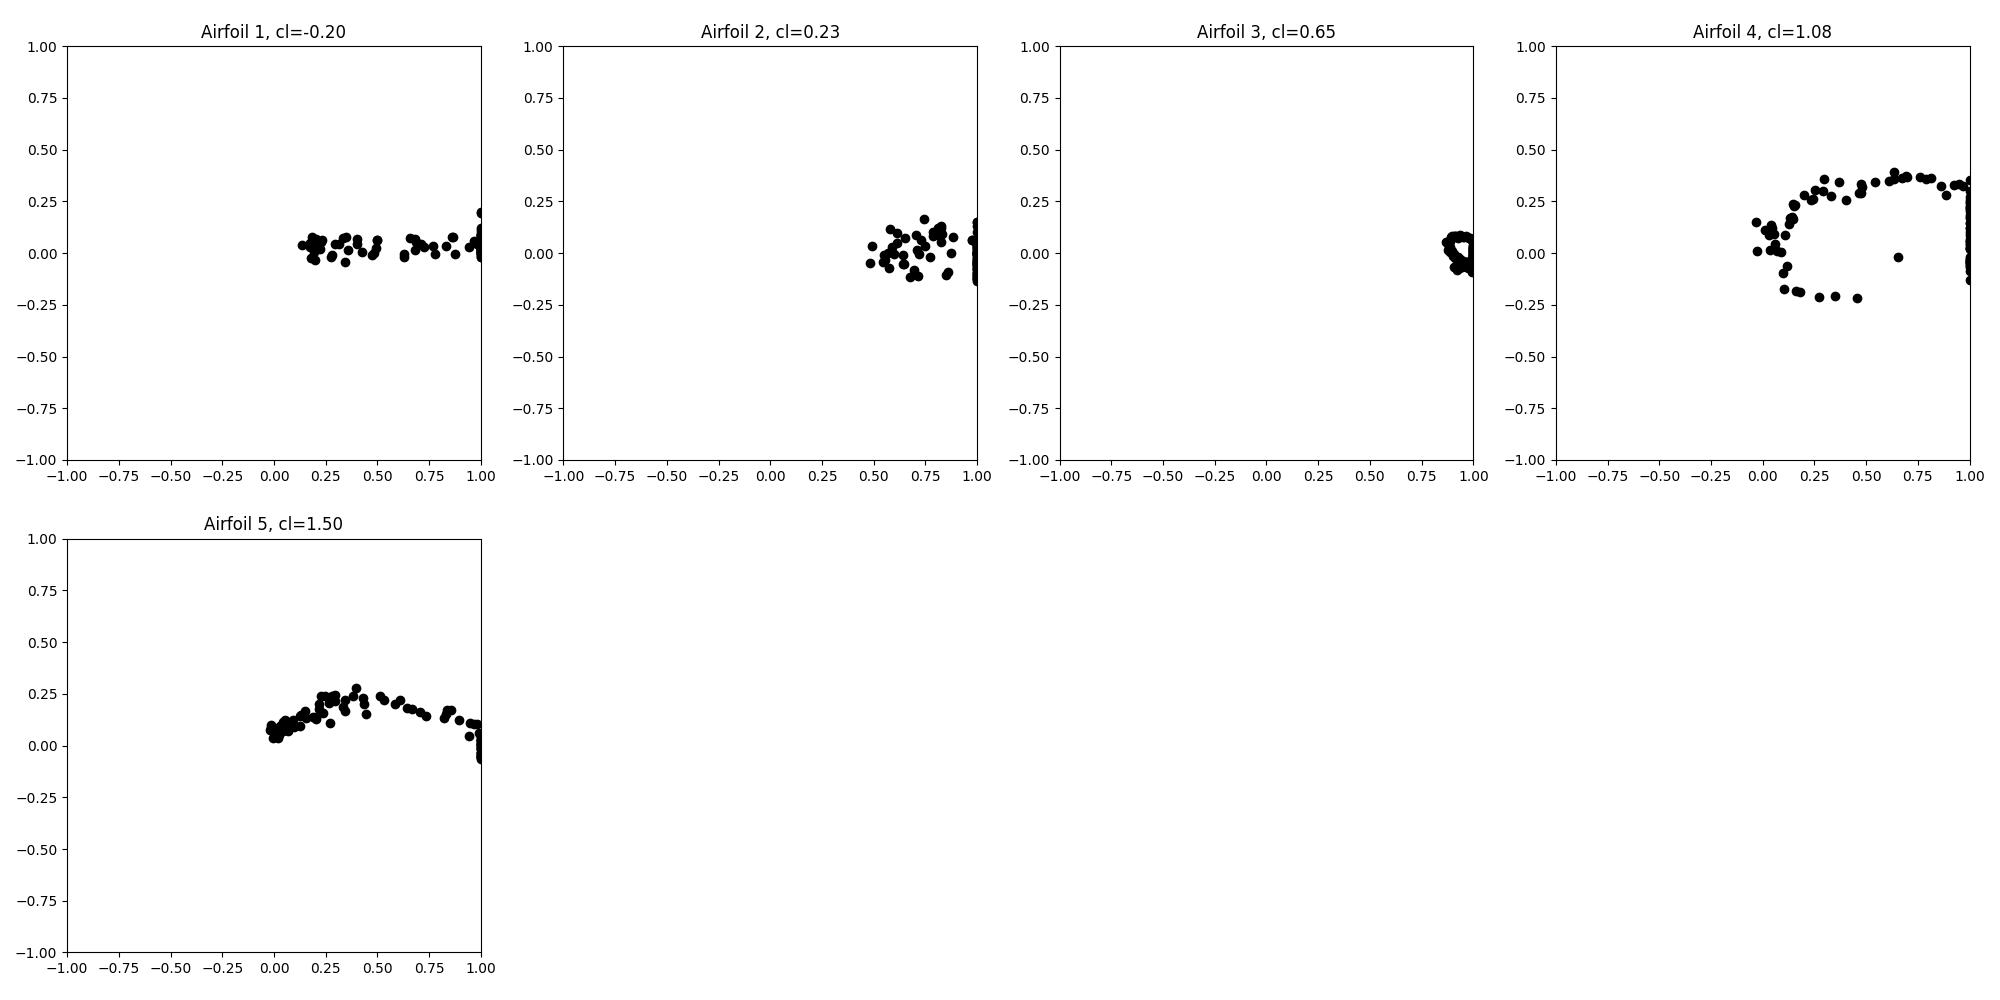 Airfoil 1, cl=-0.20
Airfoil 2, cl=0.23
Airfoil 3, cl=0.65
Airfoil 4, cl=1.08
1.00 1.00 1.00 1.00
0.75 0.75 0.75 0.75
0.50 0.50 0.50 0.50
0.25 0.25 0.25 0.25
0.00 0.00 0.00 0.00
−0.25 −0.25 −0.25 −0.25
−0.50 −0.50 −0.50 −0.50
−0.75 −0.75 −0.75 −0.75
−1.00 −1.00 −1.00 −1.00
−1.00 −0.75 −0.50 −0.25 0.00 0.25 0.50 0.75 1.00
−1.00 −0.75 −0.50 −0.25 0.00 0.25 0.50 0.75 1.00
−1.00 −0.75 −0.50 −0.25 0.00 0.25 0.50 0.75 1.00
−1.00 −0.75 −0.50 −0.25 0.00 0.25 0.50 0.75 1.00
Airfoil 5, cl=1.50
1.00
0.75
0.50
0.25
0.00
−0.25
−0.50
−0.75
−1.00
−1.00 −0.75 −0.50 −0.25 0.00 0.25 0.50 0.75 1.00